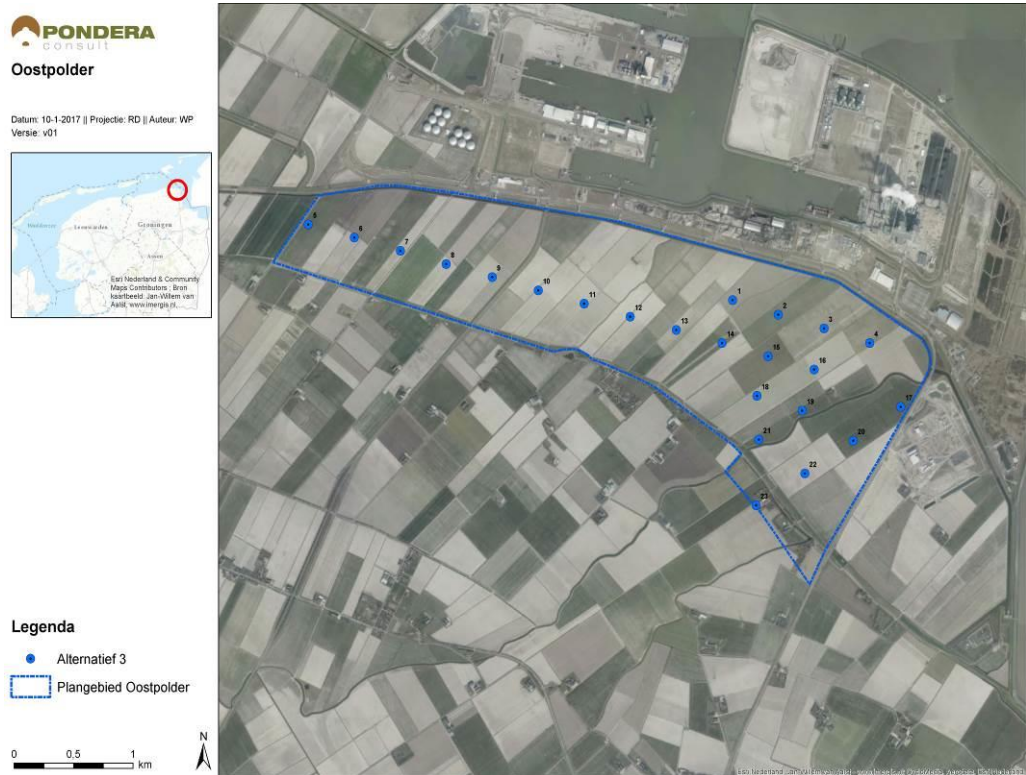 PONDERA
consult
Oostpolder
Datum: 10-1-2017 || Projectie: RD || Auteur: WP
Versie: v01
Leeuwarden
Groningen
Assen
Esri Nederland & Community
Maps Contributors ; Bron
kaartbeeld: Jan-Willem van
Aalst, www.imergis.nl,
5
6
7
8
9
10
11
12
13
1
2
3
4
14
15
16
17
18
19
20
21
22
23
Legenda
Alternatief 3
Plangebied Oostpolder
0 0,5 1
km
N